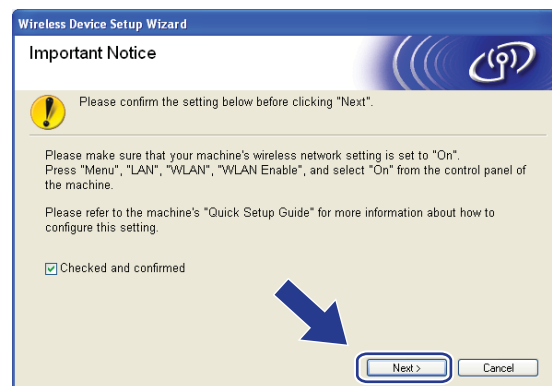 Wireless Device Setup Wizard
Important Notice
Please confirm the setting below before clicking "Next".
Please make sure that your machine's wireless network setting is set to "On".
Press "Menu", "LAN", "WLAN", "WLAN Enable", and select "On" from the control panel of
the machine.
Please refer to the machine's "Quick Setup Guide" for more information about how to
configure this setting.
Checked and confirmed
Next >
Cancel